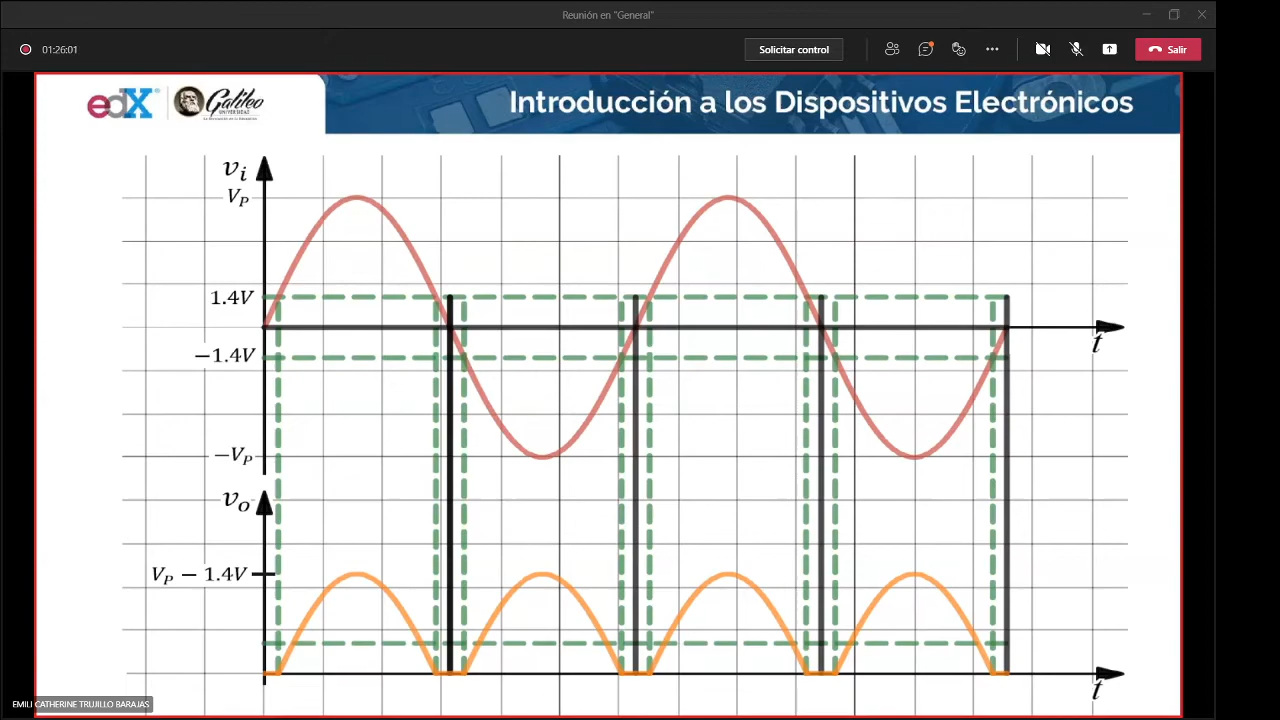 Reunión en "General"
01:26:01
Solicitar control
Salir
edX
Galileo
UNIVERSIDAD
Introducción a los Dispositivos Electrónicos
v_i
V_P
1.4V
−1.4V
t
−V_P
v_o
V_P − 1.4V
t
EMILI CATHERINE TRUJILLO BARAJAS